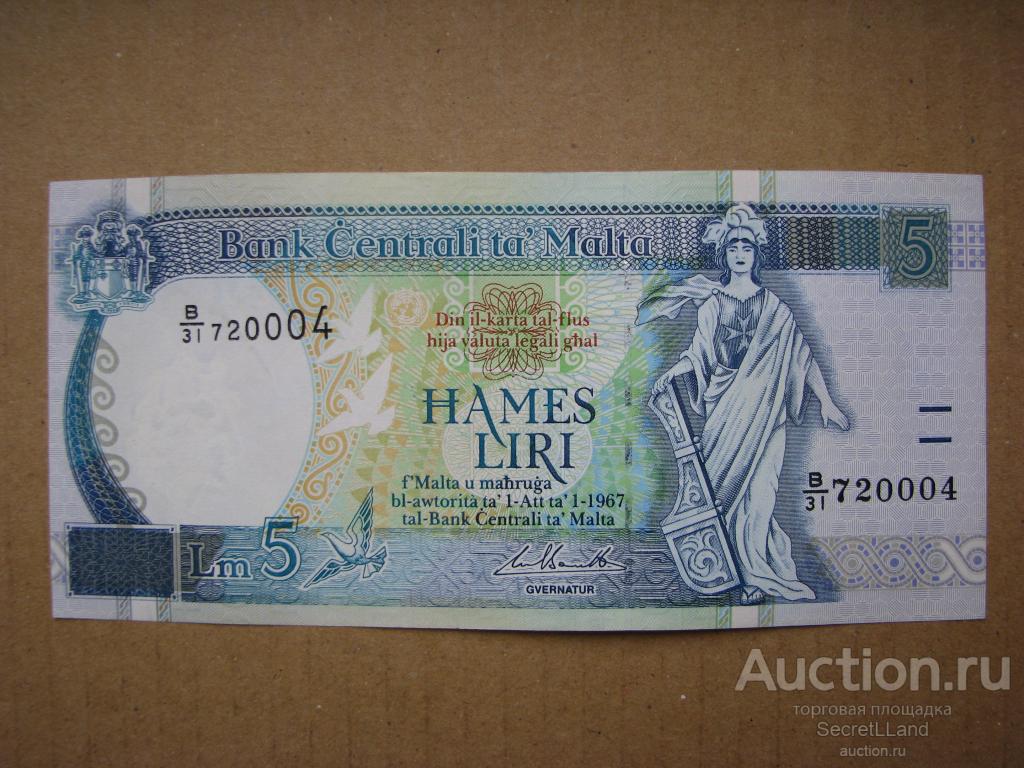 Bank Ċentrali ta' Malta
5
B/31 720004
Din il-karta tal-flus
hija valuta legali għal
ĦAMES
LIRI
f'Malta u maħruġa
bl-awtorità ta' l-Att ta' l-1967
tal-Bank Ċentrali ta' Malta
B/31 720004
Lm 5
GVERNATUR
Auction.ru
торговая площадка
SecretLLand
auction.ru